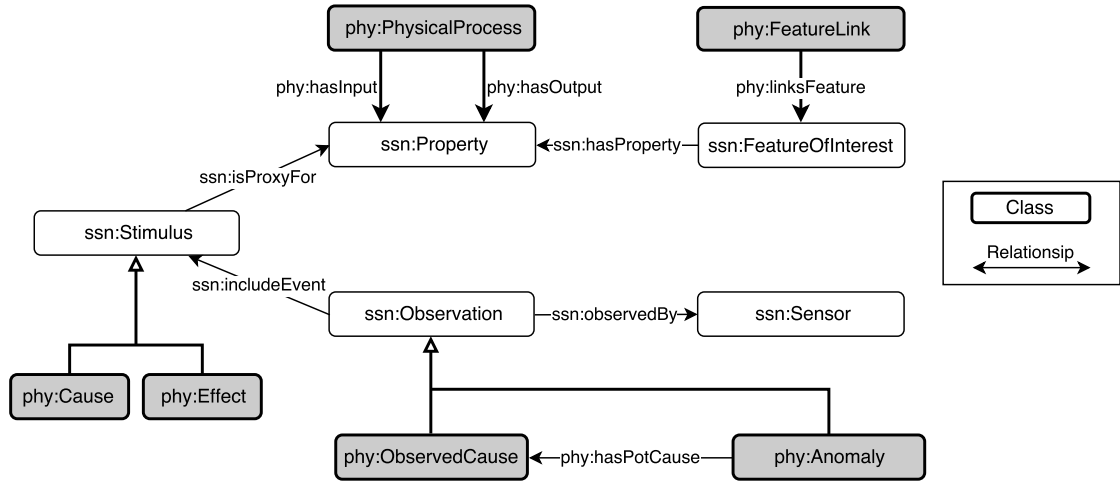 phy:PhysicalProcess
phy:FeatureLink
phy:hasInput
phy:hasOutput
phy:linksFeature
ssn:Property
ssn:hasProperty
ssn:FeatureOfInterest
ssn:isProxyFor
Class
ssn:Stimulus
Relationsip
ssn:includeEvent
ssn:Observation
ssn:observedBy
ssn:Sensor
phy:Cause
phy:Effect
phy:ObservedCause
phy:hasPotCause
phy:Anomaly